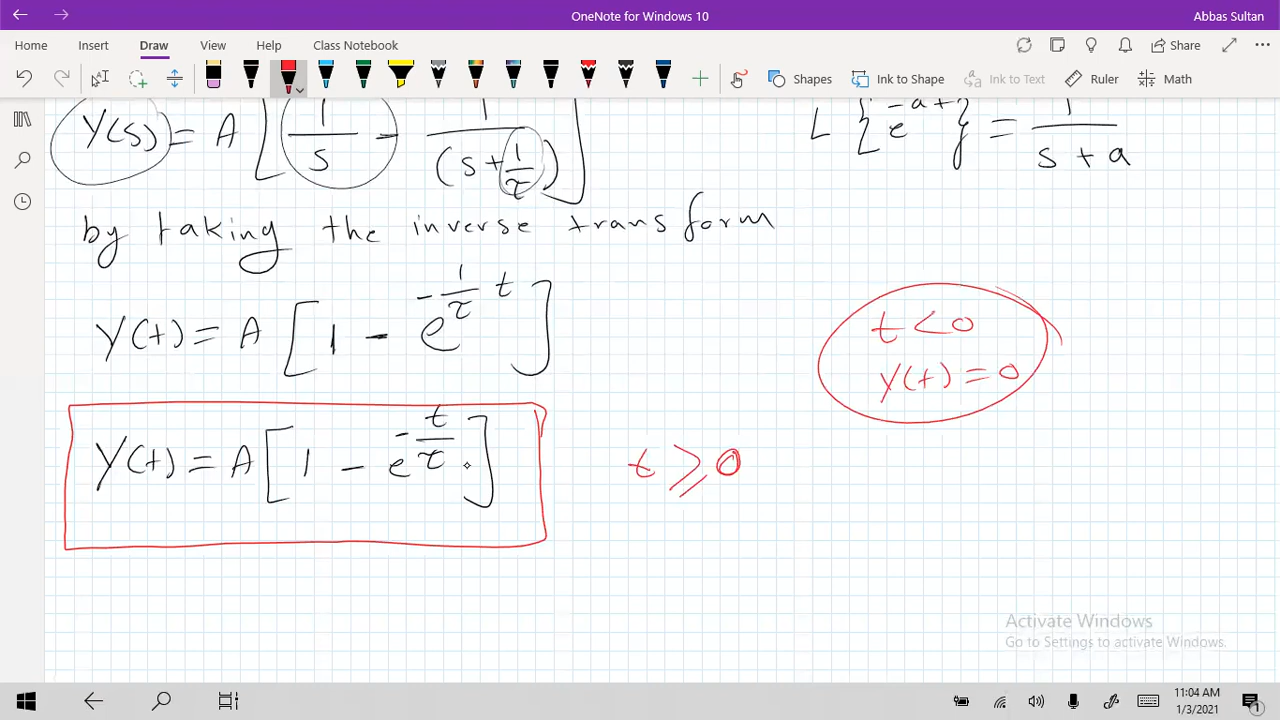 OneNote for Windows 10
Abbas Sultan
Home Insert Draw View Help Class Notebook Share
Shapes Ink to Shape Ink to Text Ruler Math
Y(s) = A [ 1/s - 1/(s + 1/τ) ]
L { e^-at } = 1/(s + a)
by taking the inverse transform
Y(t) = A [ 1 - e^-1/τ t ]
t < 0
y(t) = 0
Y(t) = A [ 1 - e^-t/τ ]
t ⩾ 0
Activate Windows
Go to Settings to activate Windows.
11:04 AM
1/3/2021
1